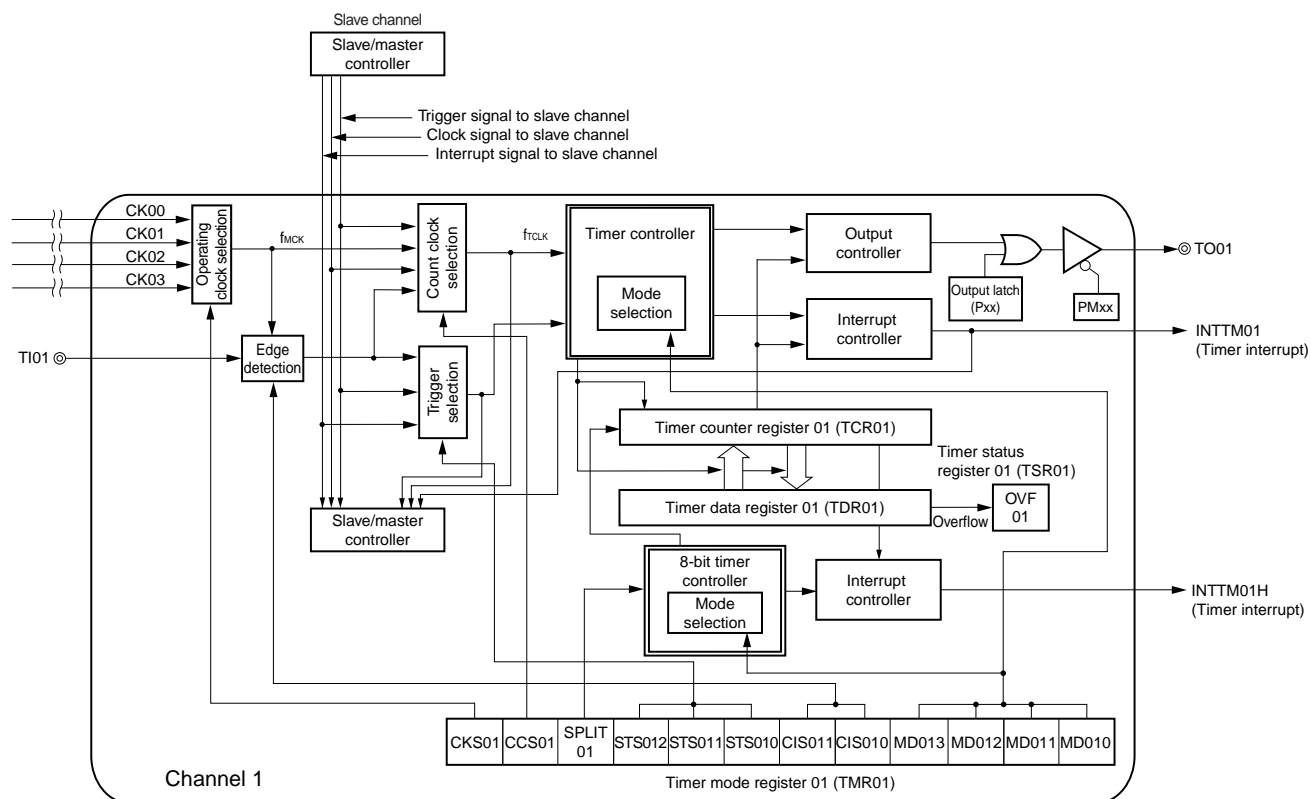 Slave channel
Slave/master
controller
Trigger signal to slave channel
Clock signal to slave channel
Interrupt signal to slave channel
CK00
CK01
CK02
CK03
Operating
clock selection
fMCK
Count clock
selection
fTCLK
Timer controller
Mode
selection
Output
controller
Output latch
(Pxx)
PMxx
TO01
Interrupt
controller
INTTM01
(Timer interrupt)
TI01
Edge
detection
Trigger
selection
Timer counter register 01 (TCR01)
Timer status
register 01 (TSR01)
Slave/master
controller
Timer data register 01 (TDR01)
Overflow
OVF
01
8-bit timer
controller
Mode
selection
Interrupt
controller
INTTM01H
(Timer interrupt)
CKS01
CCS01
SPLIT
01
STS012
STS011
STS010
CIS011
CIS010
MD013
MD012
MD011
MD010
Channel 1
Timer mode register 01 (TMR01)